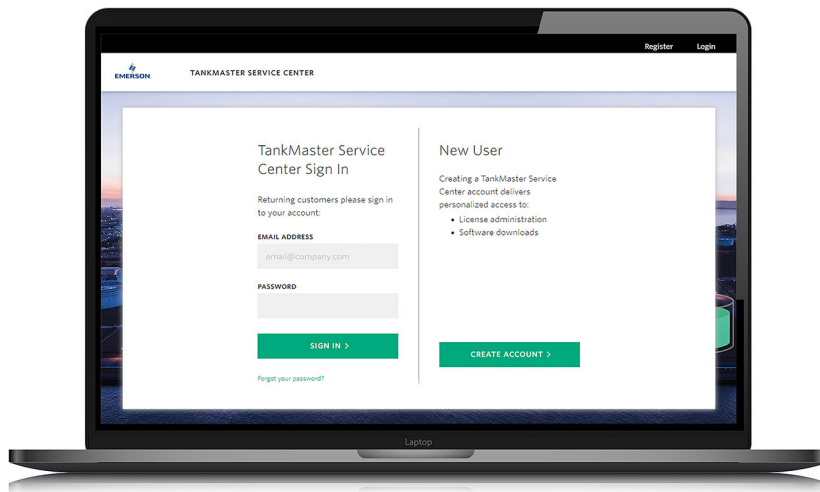 Register Login
EMERSON.
TANKMASTER SERVICE CENTER
TankMaster Service
Center Sign In
Returning customers please sign in
to your account:
EMAIL ADDRESS
email@company.com
PASSWORD
SIGN IN >
Forgot your password?
New User
Creating a TankMaster Service
Center account delivers
personalized access to:
• License administration
• Software downloads
CREATE ACCOUNT >
Laptop